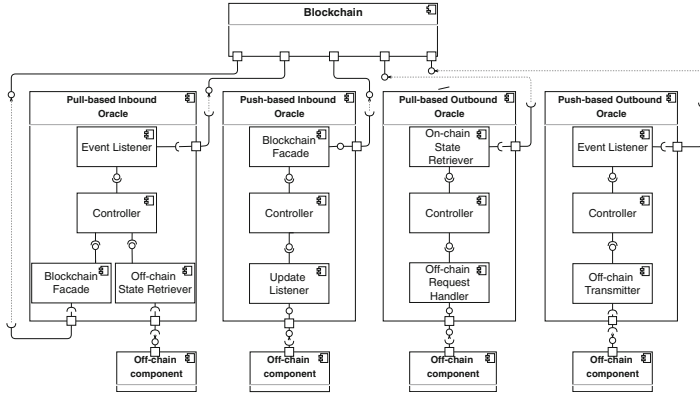 Blockchain
Pull-based Inbound
Oracle
Event Listener
Controller
Blockchain
Facade
Off-chain
State Retriever
Off-chain
component
Push-based Inbound
Oracle
Blockchain
Facade
Controller
Update
Listener
Off-chain
component
Pull-based Outbound
Oracle
On-chain
State
Retriever
Controller
Off-chain
Request
Handler
Off-chain
component
Push-based Outbound
Oracle
Event Listener
Controller
Off-chain
Transmitter
Off-chain
component